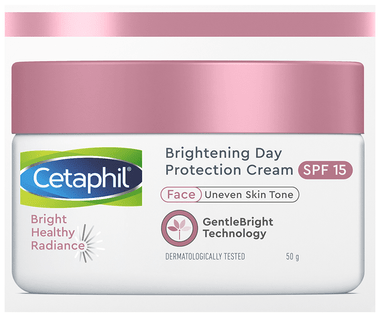 Cetaphil®
Bright
Healthy
Radiance
Brightening Day
Protection Cream SPF 15
Face Uneven Skin Tone
GentleBright
Technology
DERMATOLOGICALLY TESTED 50 g